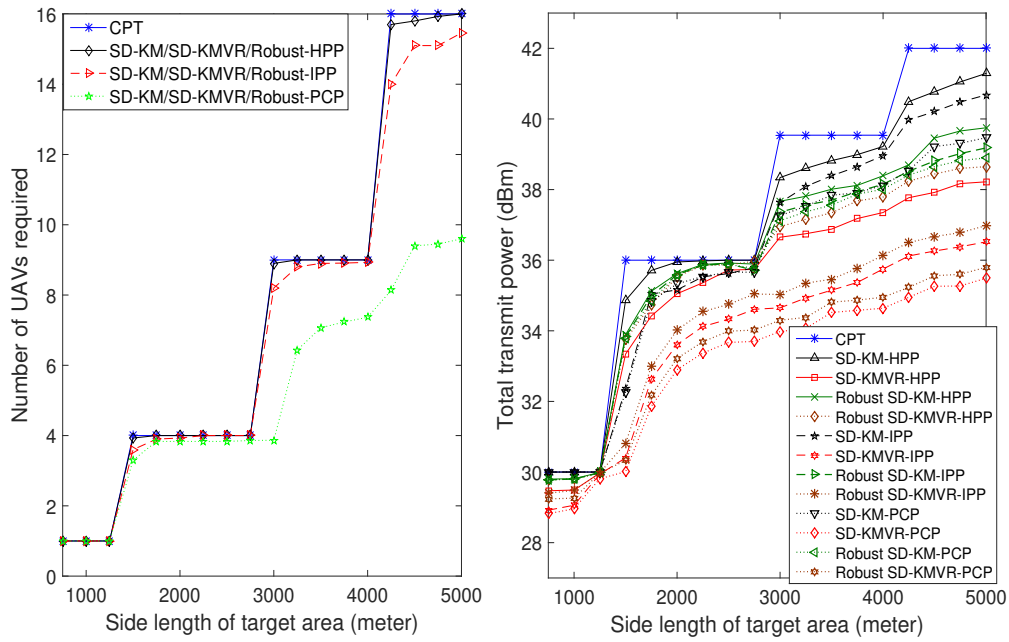 16
14
12
10
8
6
4
2
0
Number of UAVs required
CPT
SD-KM/SD-KMVR/Robust-HPP
SD-KM/SD-KMVR/Robust-IPP
SD-KM/SD-KMVR/Robust-PCP
1000 2000 3000 4000 5000
Side length of target area (meter)
42
40
38
36
34
32
30
28
Total transmit power (dBm)
CPT
SD-KM-HPP
SD-KMVR-HPP
Robust SD-KM-HPP
Robust SD-KMVR-HPP
SD-KM-IPP
SD-KMVR-IPP
Robust SD-KM-IPP
Robust SD-KMVR-IPP
SD-KM-PCP
SD-KMVR-PCP
Robust SD-KM-PCP
Robust SD-KMVR-PCP
1000 2000 3000 4000 5000
Side length of target area (meter)